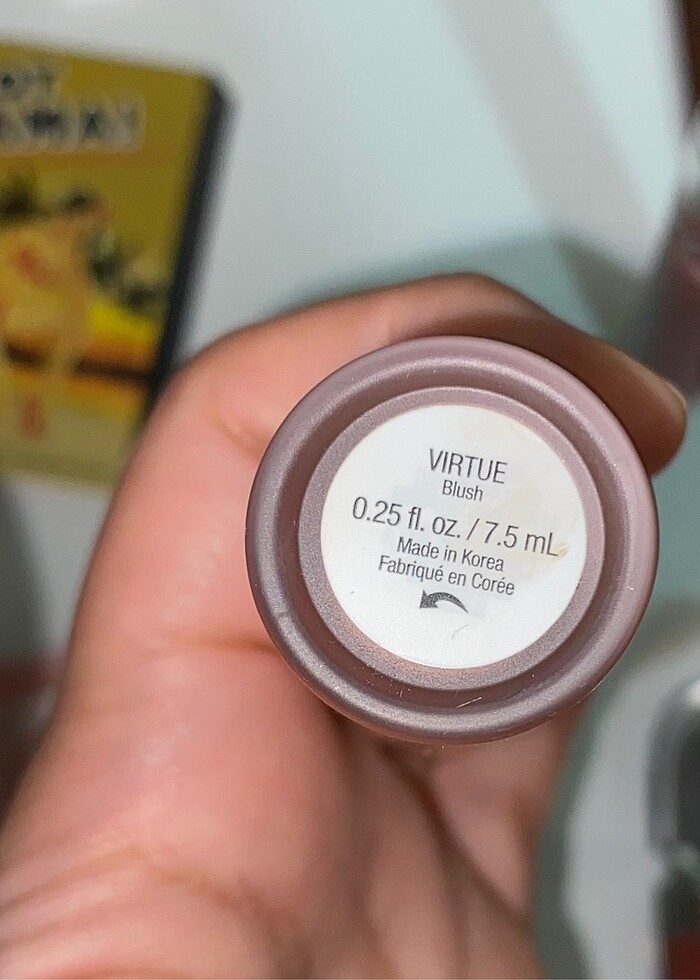 VIRTUE
Blush
0.25 fl. oz. / 7.5 mL
Made in Korea
Fabriqué en Corée